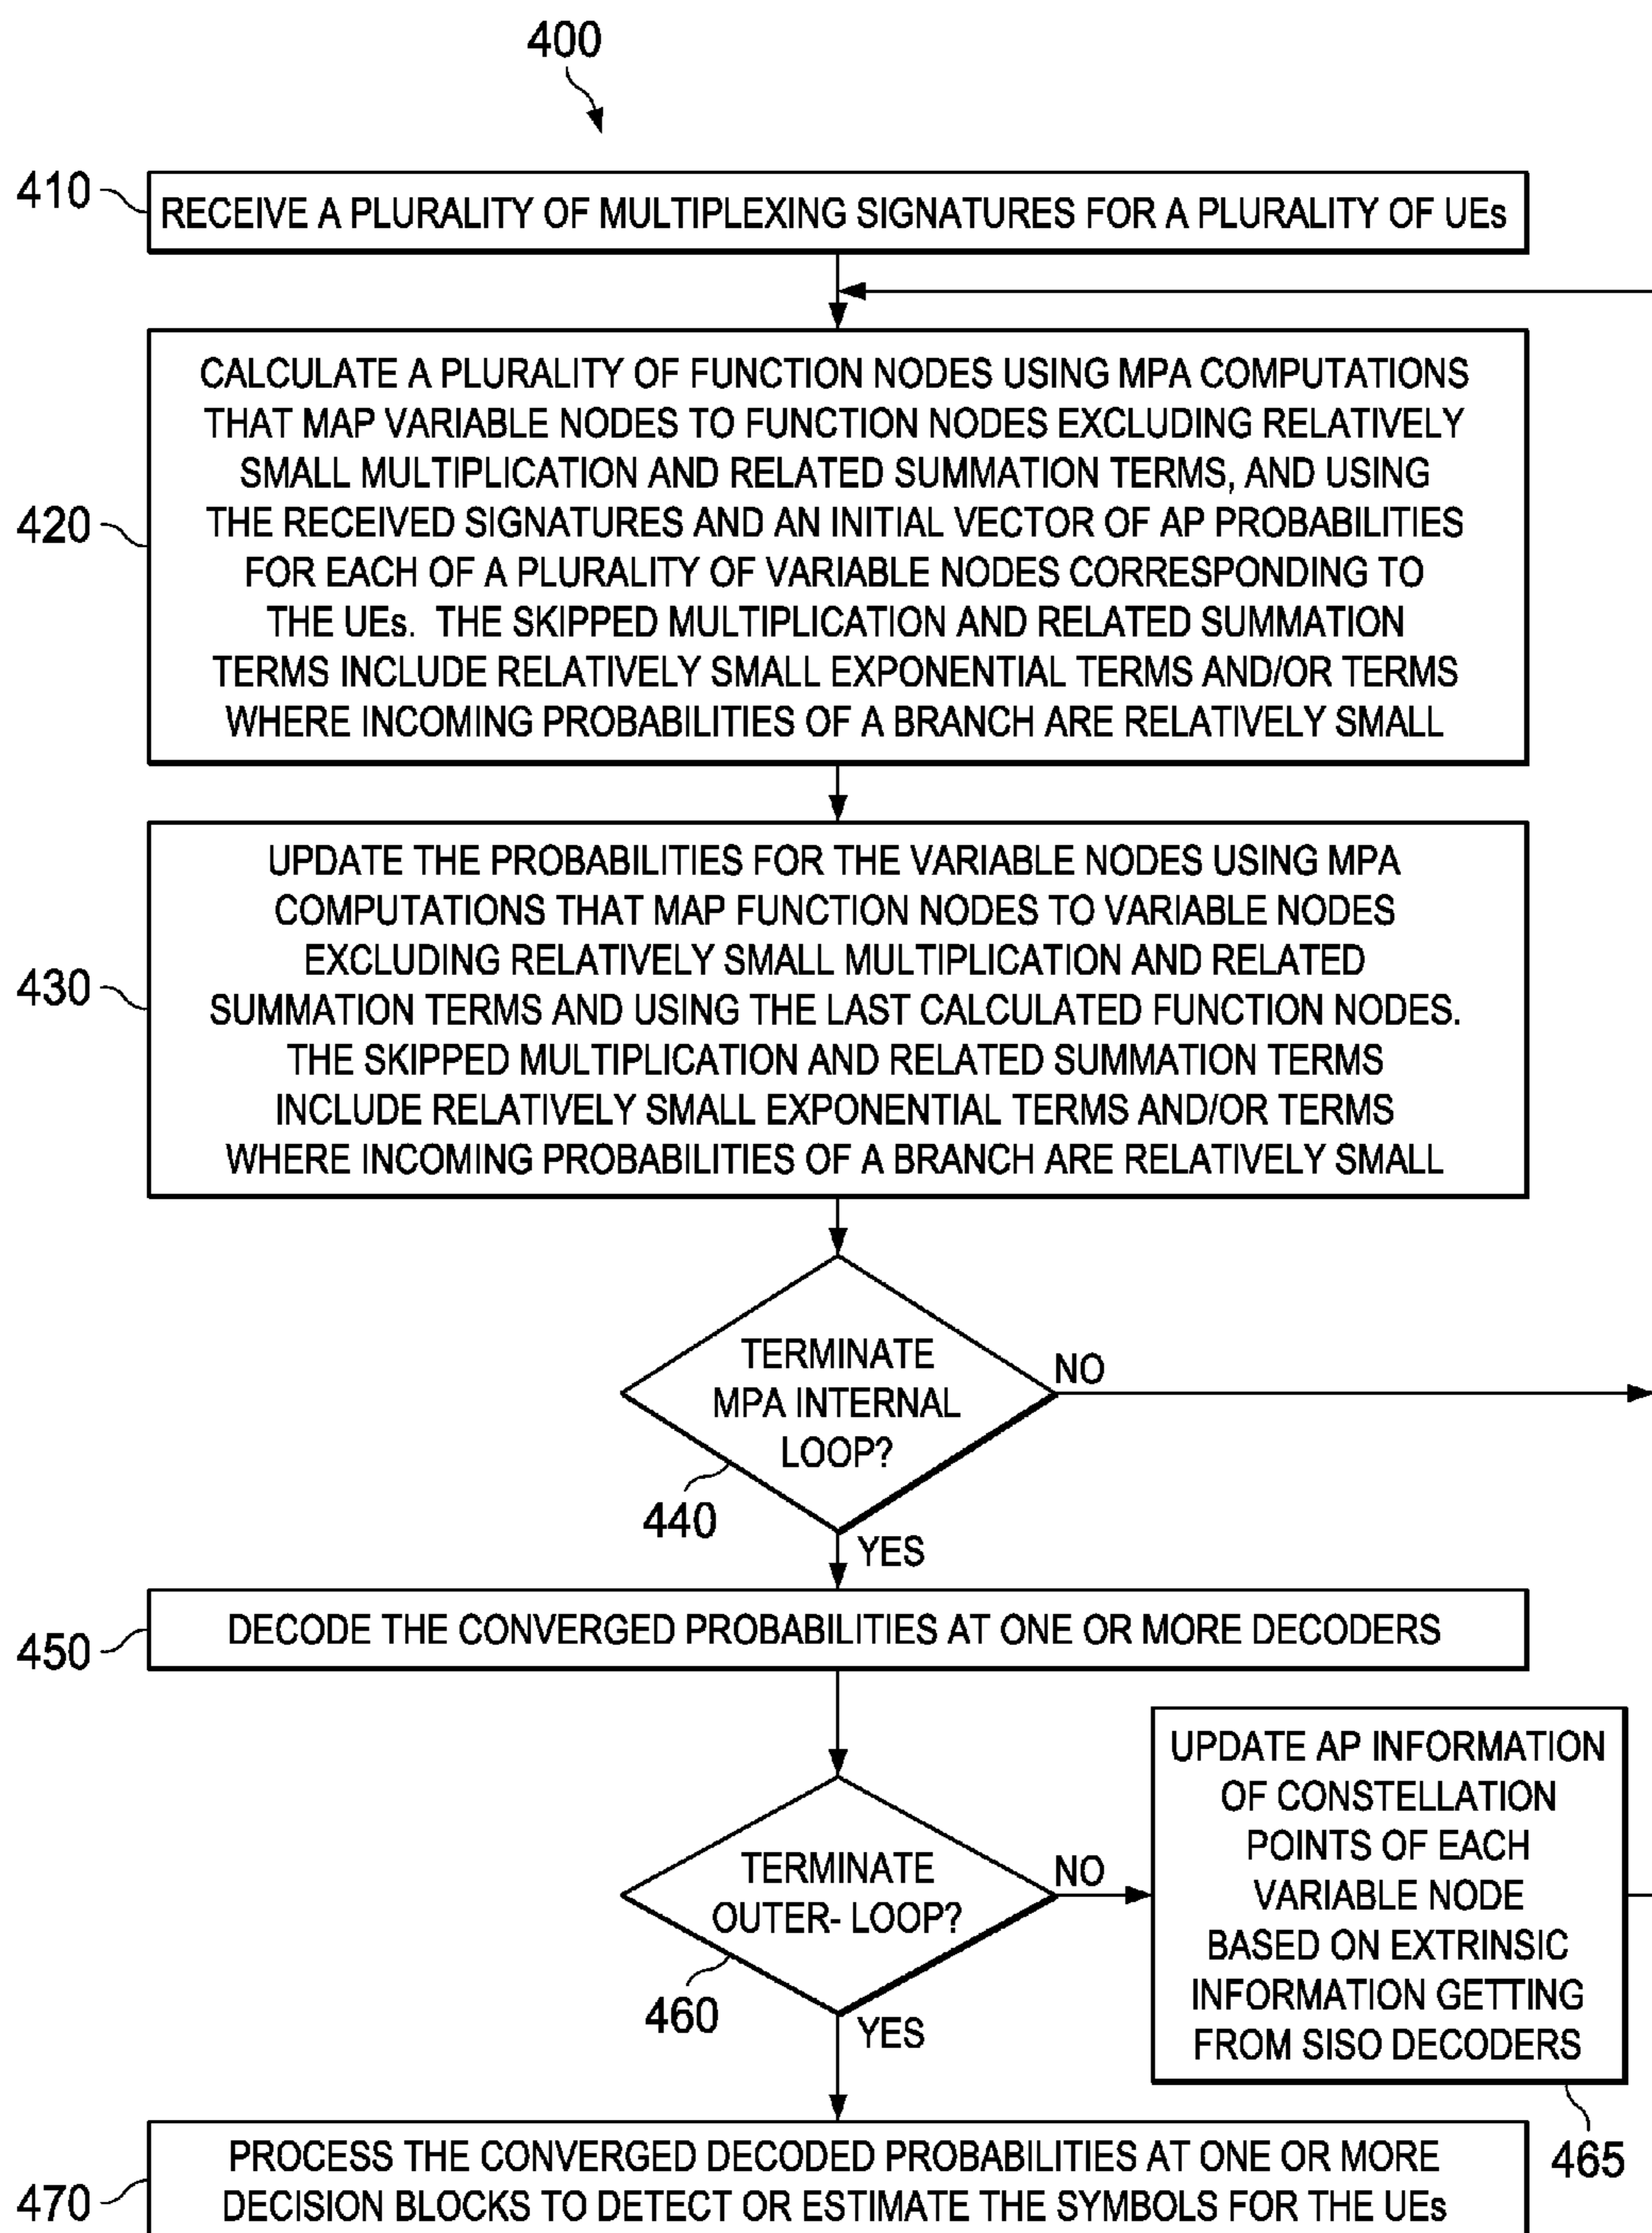 400
410
RECEIVE A PLURALITY OF MULTIPLEXING SIGNATURES FOR A PLURALITY OF UEs
420
CALCULATE A PLURALITY OF FUNCTION NODES USING MPA COMPUTATIONS
THAT MAP VARIABLE NODES TO FUNCTION NODES EXCLUDING RELATIVELY
SMALL MULTIPLICATION AND RELATED SUMMATION TERMS, AND USING
THE RECEIVED SIGNATURES AND AN INITIAL VECTOR OF AP PROBABILITIES
FOR EACH OF A PLURALITY OF VARIABLE NODES CORRESPONDING TO
THE UEs. THE SKIPPED MULTIPLICATION AND RELATED SUMMATION
TERMS INCLUDE RELATIVELY SMALL EXPONENTIAL TERMS AND/OR TERMS
WHERE INCOMING PROBABILITIES OF A BRANCH ARE RELATIVELY SMALL
430
UPDATE THE PROBABILITIES FOR THE VARIABLE NODES USING MPA
COMPUTATIONS THAT MAP FUNCTION NODES TO VARIABLE NODES
EXCLUDING RELATIVELY SMALL MULTIPLICATION AND RELATED
SUMMATION TERMS AND USING THE LAST CALCULATED FUNCTION NODES.
THE SKIPPED MULTIPLICATION AND RELATED SUMMATION TERMS
INCLUDE RELATIVELY SMALL EXPONENTIAL TERMS AND/OR TERMS
WHERE INCOMING PROBABILITIES OF A BRANCH ARE RELATIVELY SMALL
TERMINATE
MPA INTERNAL
LOOP?
NO
440
YES
450
DECODE THE CONVERGED PROBABILITIES AT ONE OR MORE DECODERS
TERMINATE
OUTER- LOOP?
NO
460
YES
UPDATE AP INFORMATION
OF CONSTELLATION
POINTS OF EACH
VARIABLE NODE
BASED ON EXTRINSIC
INFORMATION GETTING
FROM SISO DECODERS
465
470
PROCESS THE CONVERGED DECODED PROBABILITIES AT ONE OR MORE
DECISION BLOCKS TO DETECT OR ESTIMATE THE SYMBOLS FOR THE UEs